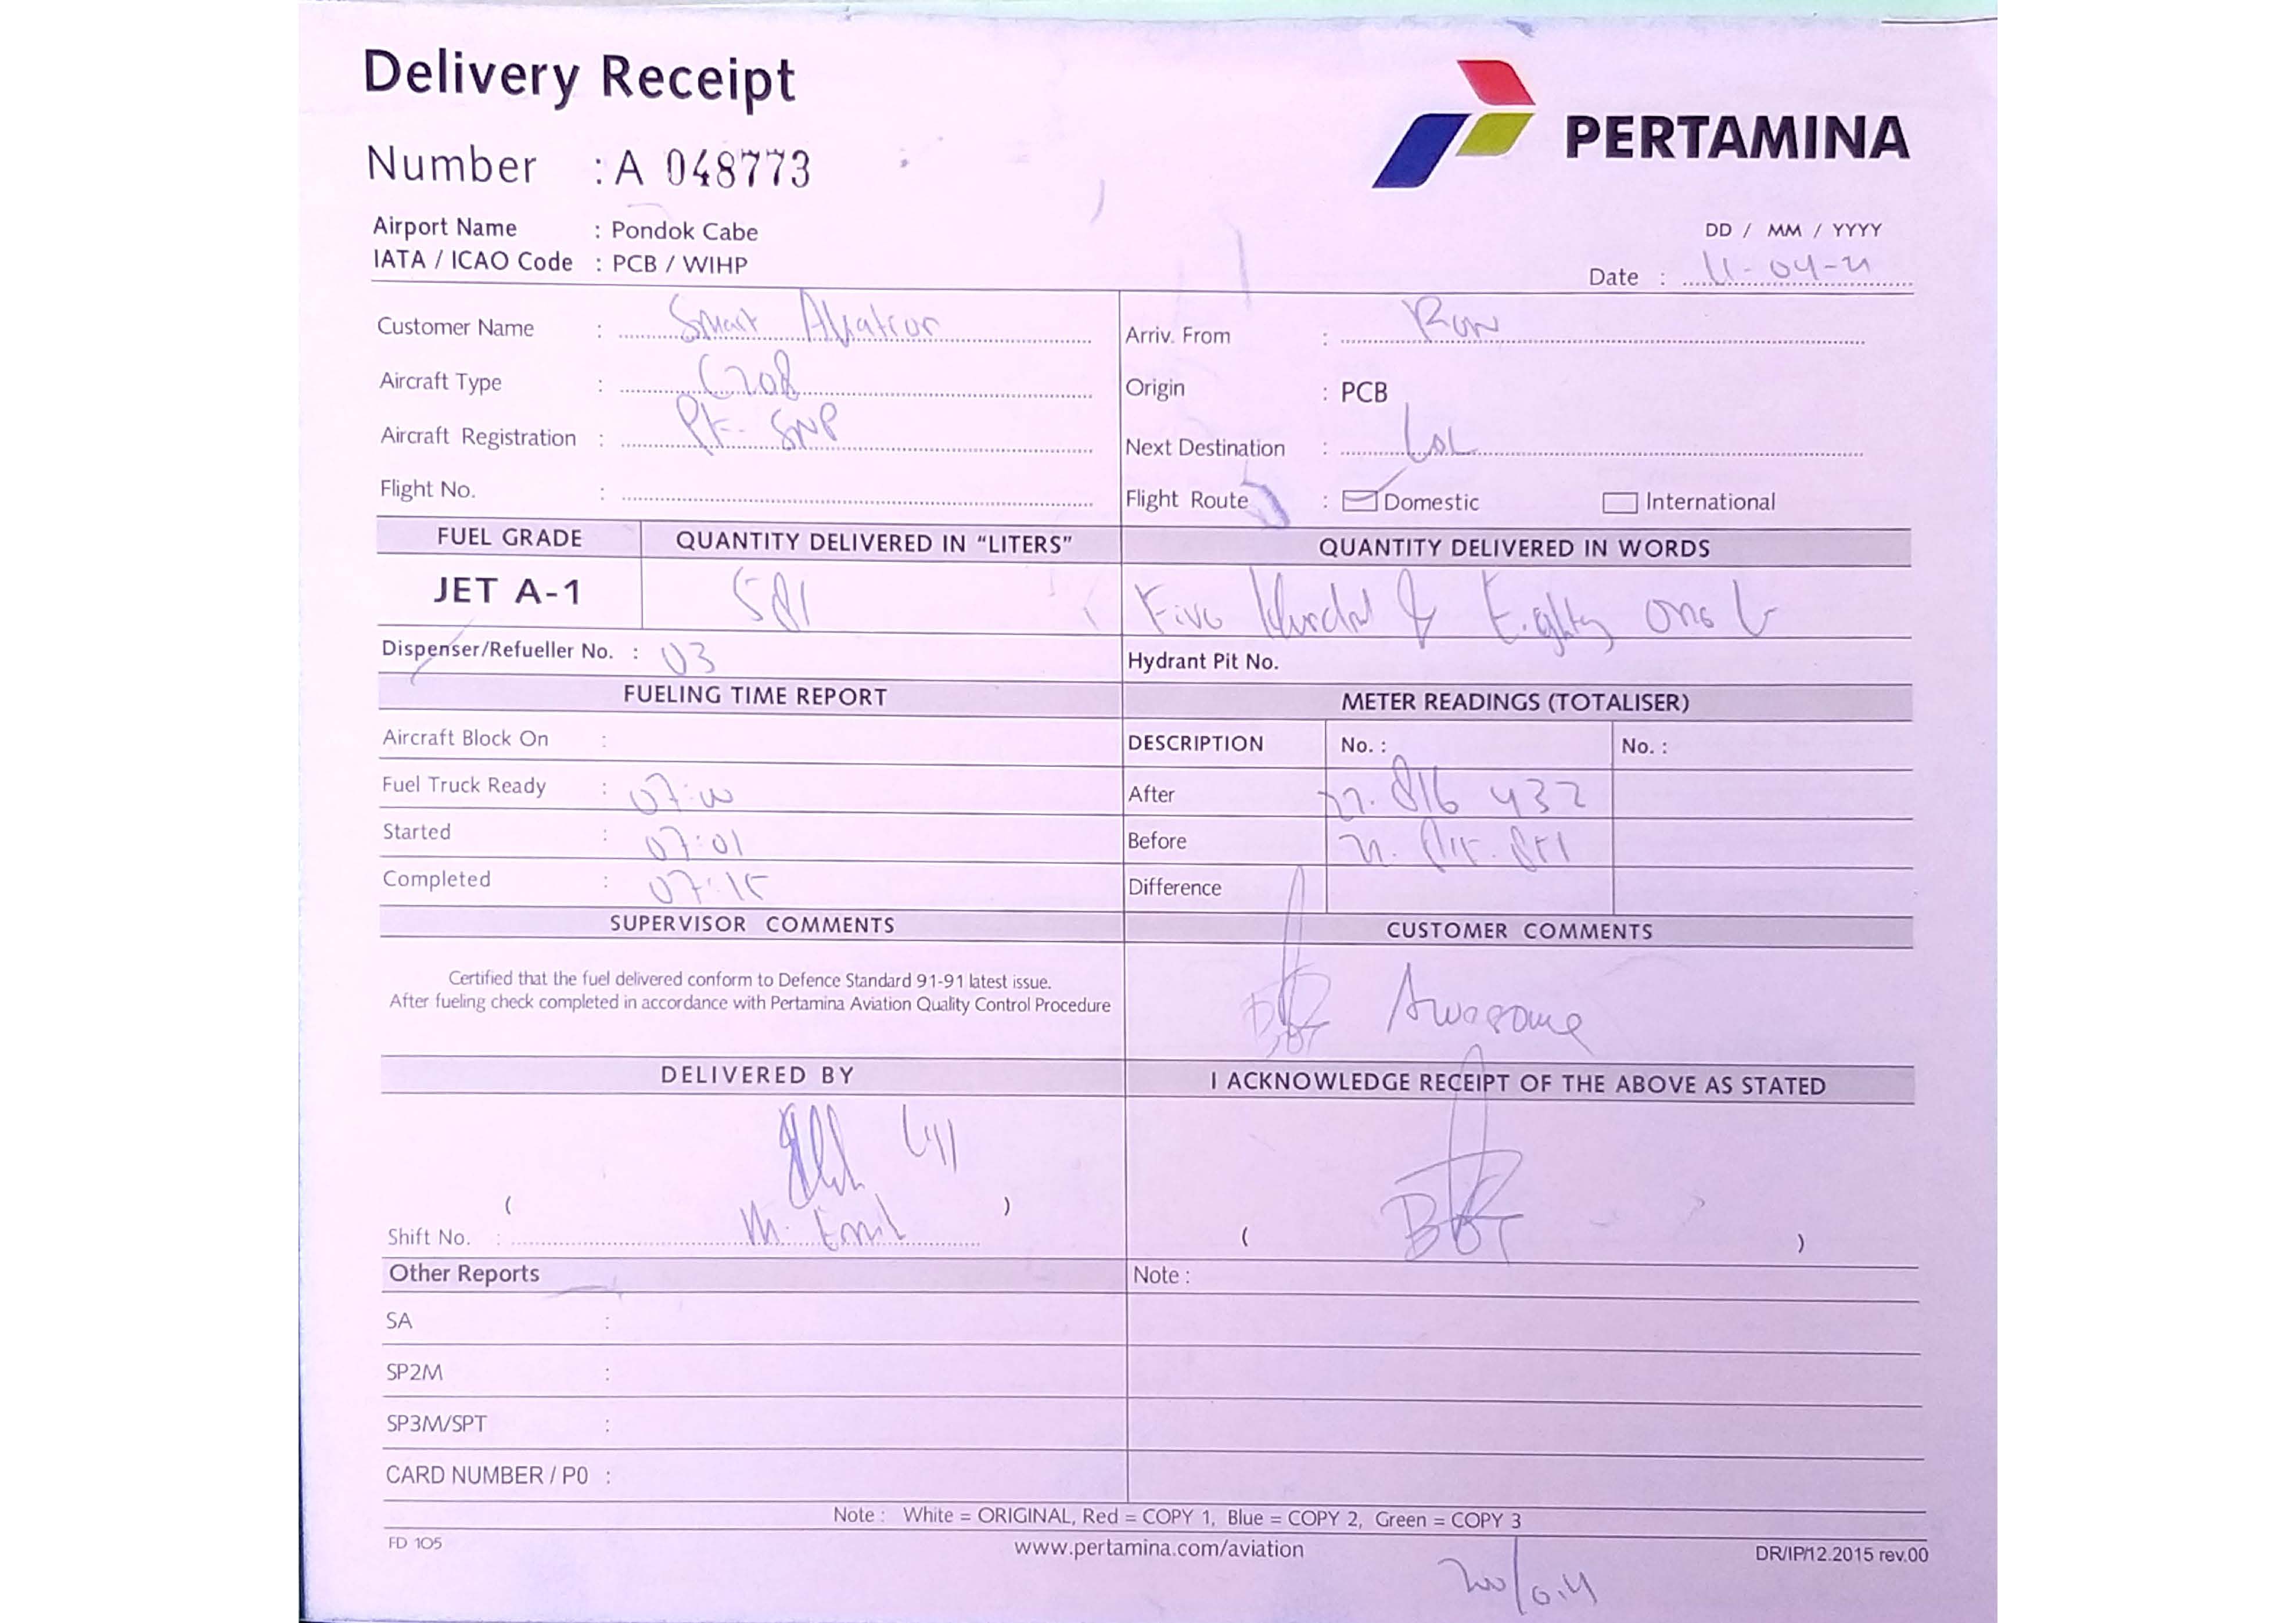 Delivery Receipt
PERTAMINA
Number : A 048773
Airport Name : Pondok Cabe
IATA / ICAO Code : PCB / WIHP
DD / MM / YYYY
Date : 11-04-21
Customer Name : Smart Aviation
Arriv. From : RON
Aircraft Type : C208
Origin : PCB
Aircraft Registration : PK-SNP
Next Destination :
Flight No. :
Flight Route : Domestic International
FUEL GRADE QUANTITY DELIVERED IN “LITERS” QUANTITY DELIVERED IN WORDS
JET A-1 581 Five Hundred & Eighty one
Dispenser/Refueller No. : 03
Hydrant Pit No.
FUELING TIME REPORT METER READINGS (TOTALISER)
Aircraft Block On :
DESCRIPTION No. : No. :
Fuel Truck Ready : 07:00
After 816 432
Started : 07:01
Before
Completed : 07:15
Difference
SUPERVISOR COMMENTS CUSTOMER COMMENTS
Certified that the fuel delivered conform to Defence Standard 91-91 latest issue.
After fueling check completed in accordance with Pertamina Aviation Quality Control Procedure
Awesome
DELIVERED BY I ACKNOWLEDGE RECEIPT OF THE ABOVE AS STATED
( ) ( )
Shift No. : M. Emil
Other Reports Note :
SA :
SP2M :
SP3M/SPT :
CARD NUMBER / P0 :
Note : White = ORIGINAL, Red = COPY 1, Blue = COPY 2, Green = COPY 3
FD 105 www.pertamina.com/aviation DR/IP/12.2015 rev.00